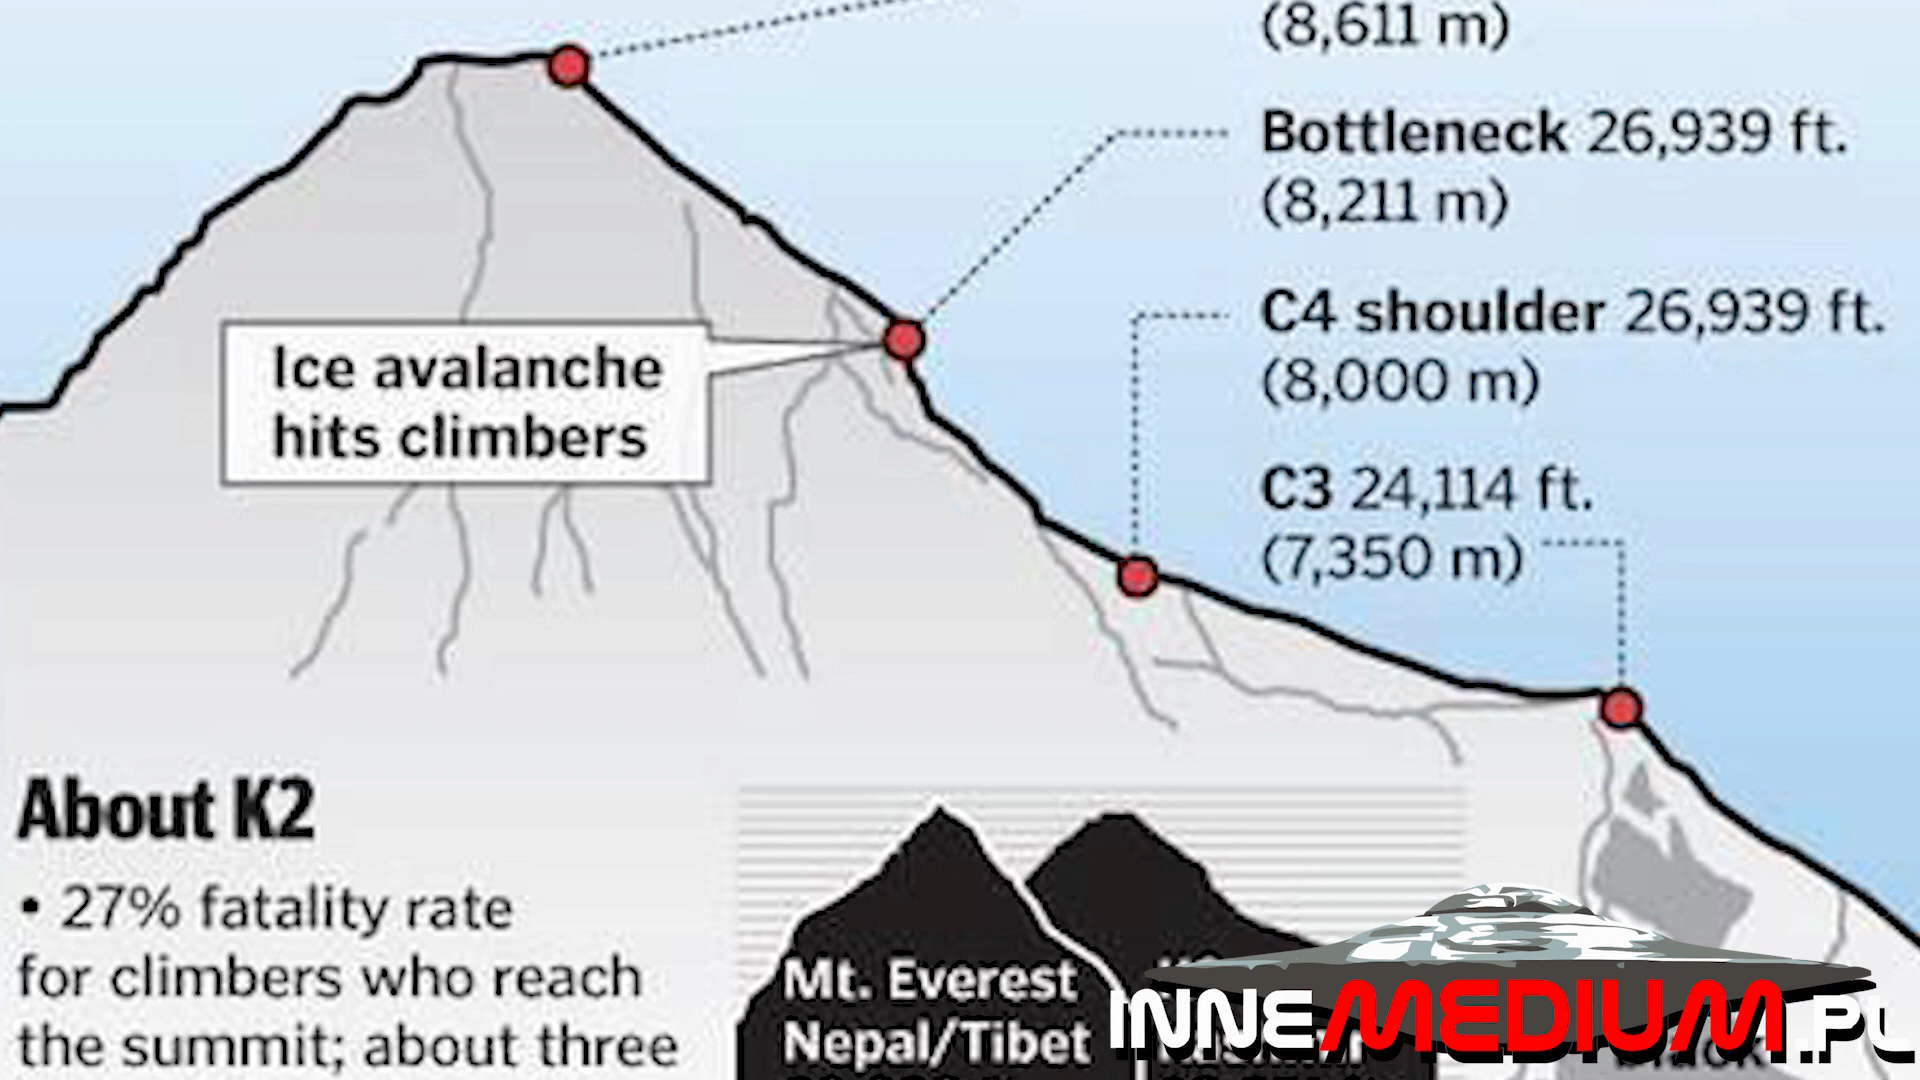 (8,611 m)
Bottleneck 26,939 ft.
(8,211 m)
C4 shoulder 26,939 ft.
(8,000 m)
C3 24,114 ft.
(7,350 m)
Ice avalanche
hits climbers
About K2
• 27% fatality rate
for climbers who reach
the summit; about three
Mt. Everest
Nepal/Tibet
INNEMEDIUM.PL